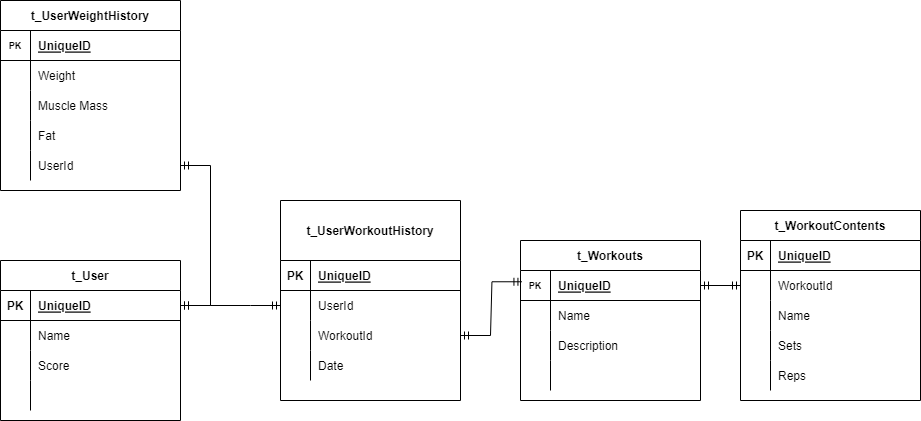 t_UserWeightHistory
PK UniqueID
Weight
Muscle Mass
Fat
UserId
t_User
PK UniqueID
Name
Score
t_UserWorkoutHistory
PK UniqueID
UserId
WorkoutId
Date
t_Workouts
PK UniqueID
Name
Description
t_WorkoutContents
PK UniqueID
WorkoutId
Name
Sets
Reps